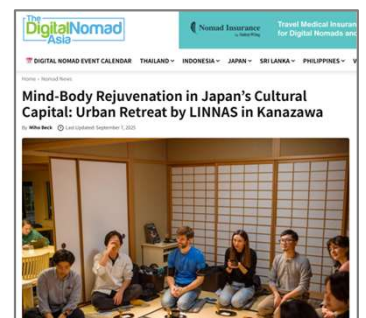 The
DigitalNomad
Asia
Nomad Insurance
Travel Medical Insuran
for Digital Nomads and
DIGITAL NOMAD EVENT CALENDAR THAILAND INDONESIA JAPAN SRI LANKA PHILIPPINES V
Home Nomad News
Mind-Body Rejuvenation in Japan's Cultural
Capital: Urban Retreat by LINNAS in Kanazawa
By Miho Beck Last Updated: September 7, 2025